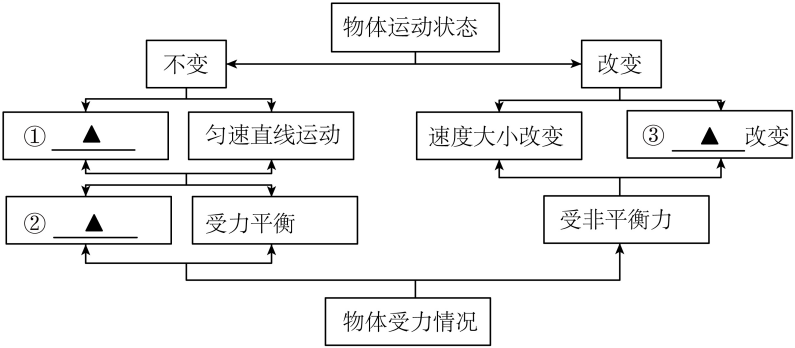 物体运动状态
不变
改变
① ▲
匀速直线运动
速度大小改变
③ ▲ 改变
② ▲
受力平衡
受非平衡力
物体受力情况